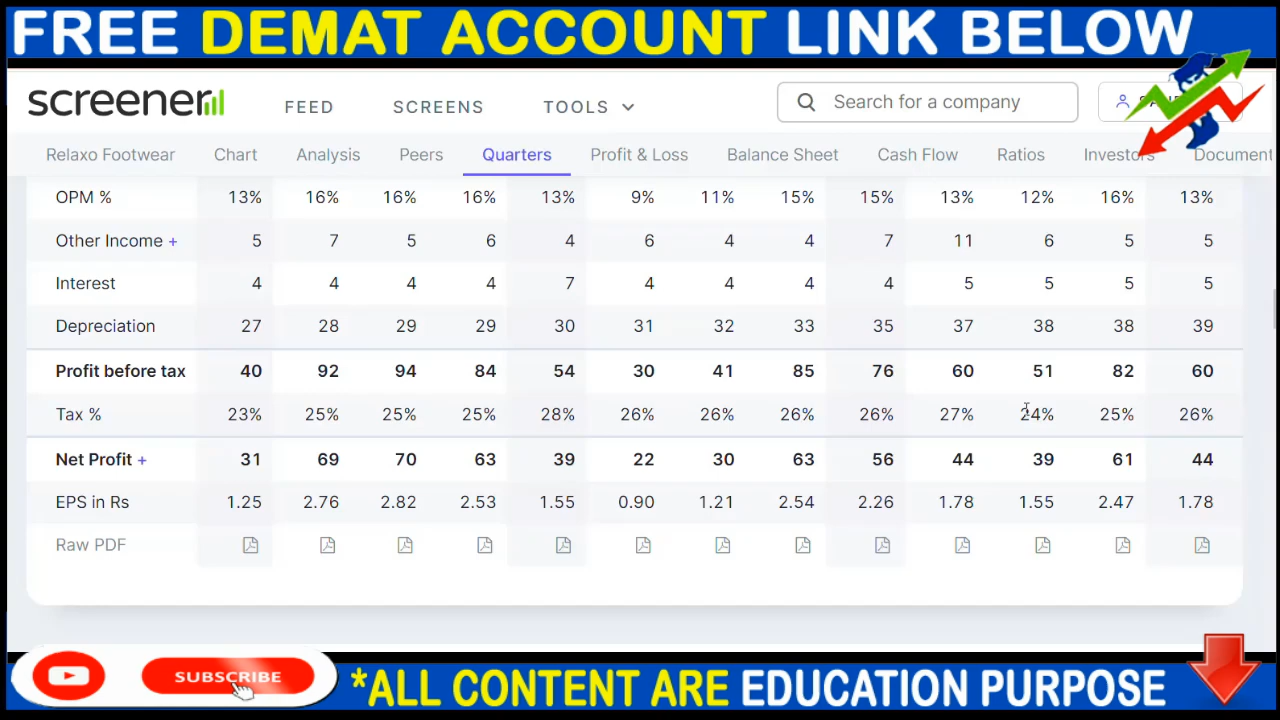 FREE DEMAT ACCOUNT LINK BELOW
screener FEED SCREENS TOOLS Search for a company
Relaxo Footwear Chart Analysis Peers Quarters Profit & Loss Balance Sheet Cash Flow Ratios Investors Document
OPM % 13% 16% 16% 16% 13% 9% 11% 15% 15% 13% 12% 16% 13%
Other Income + 5 7 5 6 4 6 4 4 7 11 6 5 5
Interest 4 4 4 4 7 4 4 4 4 5 5 5 5
Depreciation 27 28 29 29 30 31 32 33 35 37 38 38 39
Profit before tax 40 92 94 84 54 30 41 85 76 60 51 82 60
Tax % 23% 25% 25% 25% 28% 26% 26% 26% 26% 27% 24% 25% 26%
Net Profit + 31 69 70 63 39 22 30 63 56 44 39 61 44
EPS in Rs 1.25 2.76 2.82 2.53 1.55 0.90 1.21 2.54 2.26 1.78 1.55 2.47 1.78
Raw PDF
SUBSCRIBE *ALL CONTENT ARE EDUCATION PURPOSE